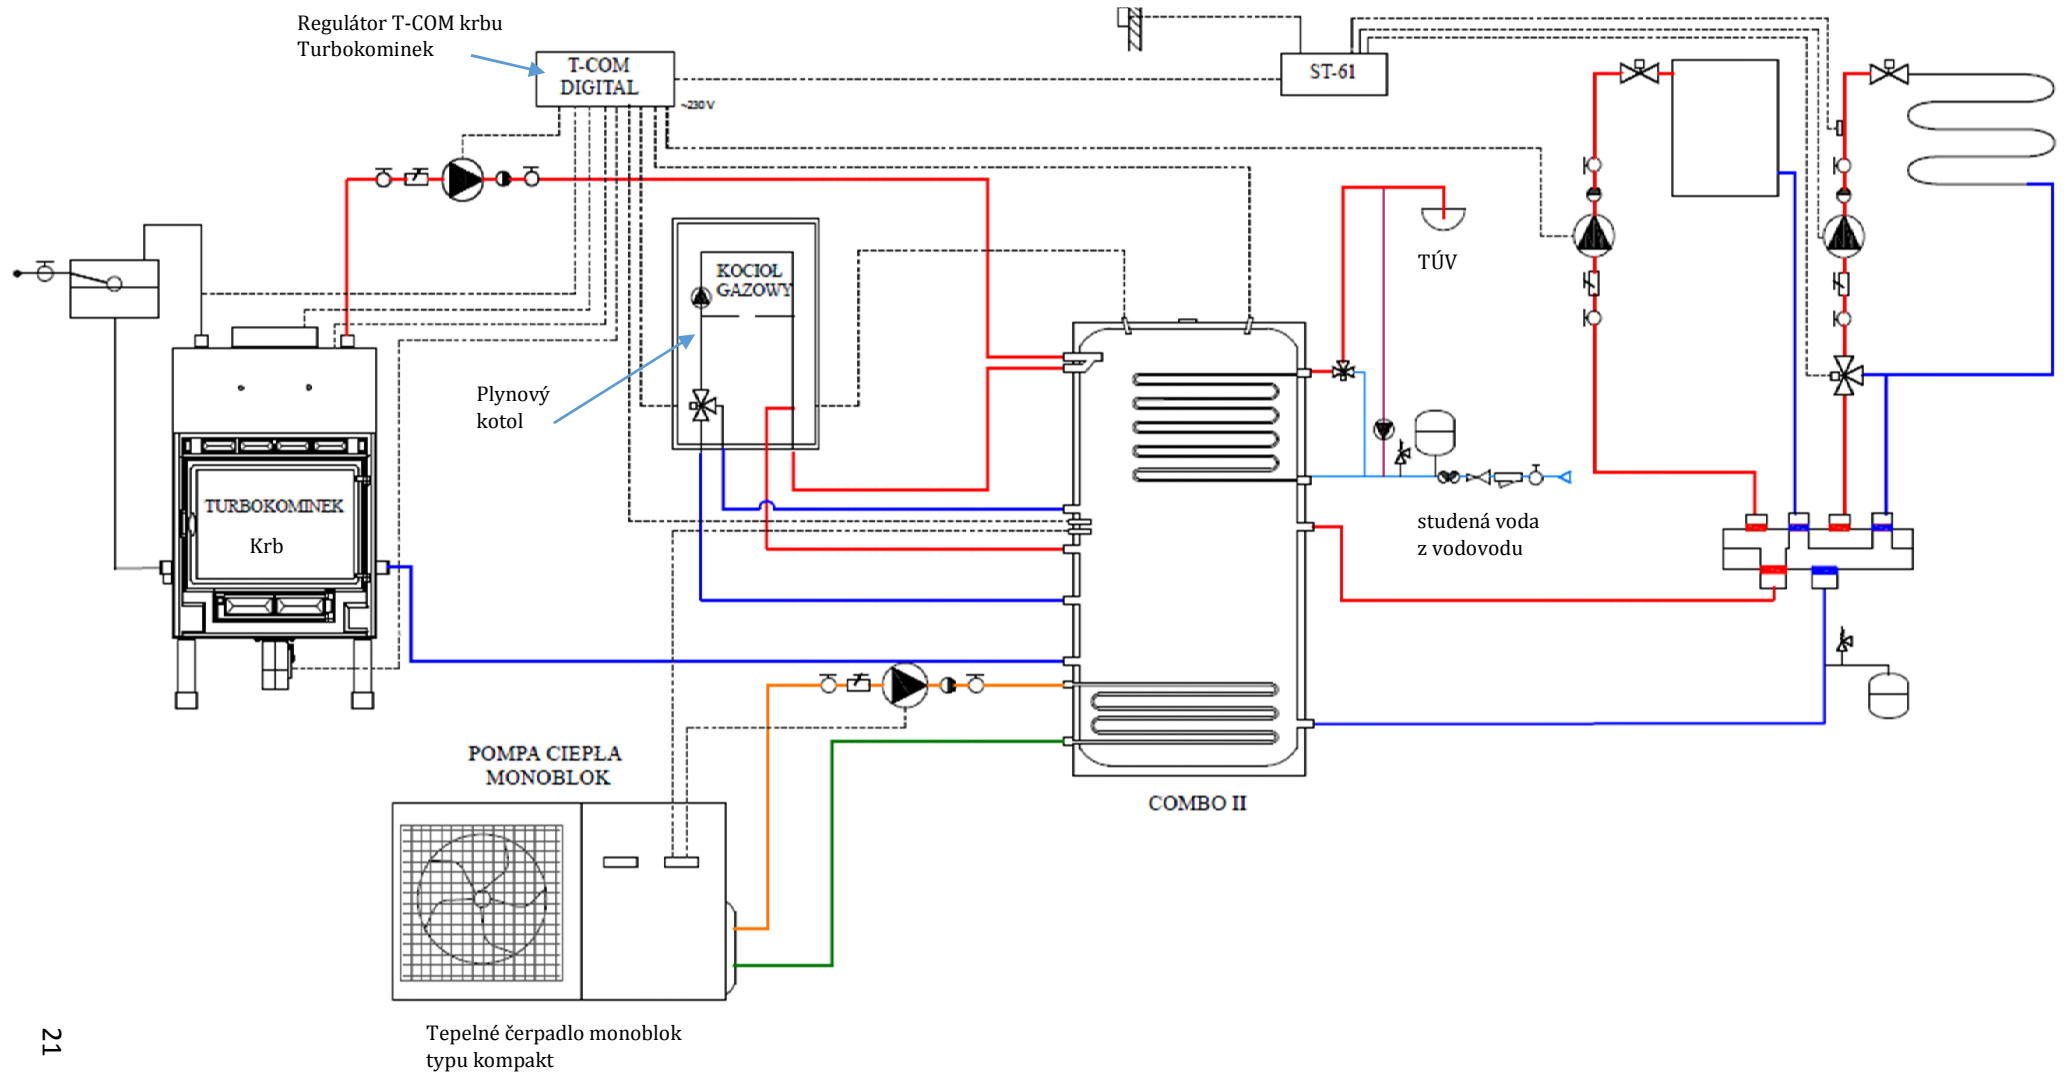 Regulátor T-COM krbu
Turbokominek
T-COM
DIGITAL
~230 V
ST-61
KOCIOŁ
GAZOWY
TÚV
Plynový
kotol
TURBOKOMINEK
Krb
studená voda
z vodovodu
POMPA CIEPŁA
MONOBLOK
COMBO II
Tepelné čerpadlo monoblok
typu kompakt
21